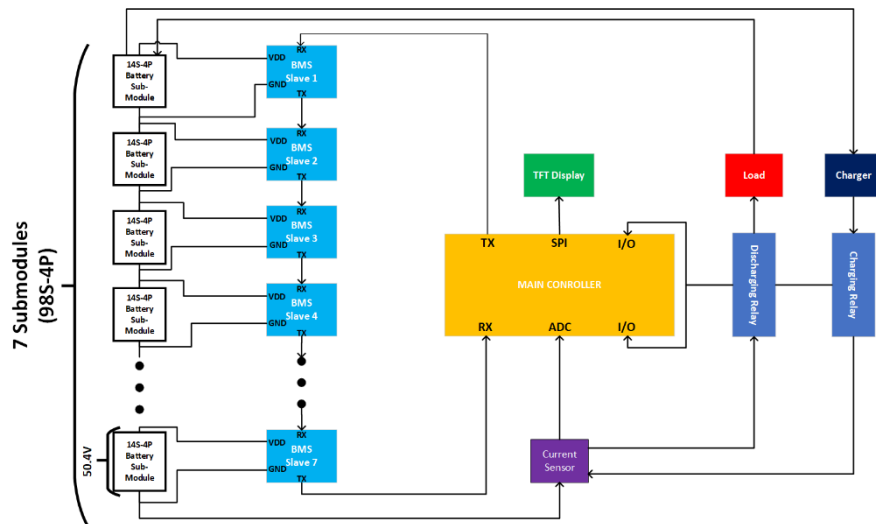 7 Submodules
(98S-4P)
14S-4P
Battery
Sub-
Module
14S-4P
Battery
Sub-
Module
14S-4P
Battery
Sub-
Module
14S-4P
Battery
Sub-
Module
50.4V
14S-4P
Battery
Sub-
Module
VDD
GND
RX
BMS
Slave 1
TX
VDD
GND
RX
BMS
Slave 2
TX
VDD
GND
RX
BMS
Slave 3
TX
VDD
GND
RX
BMS
Slave 4
TX
VDD
GND
RX
BMS
Slave 7
TX
TFT Display
Load
Charger
TX SPI I/O
MAIN CONROLLER
RX ADC I/O
Discharging Relay
Charging Relay
Current
Sensor